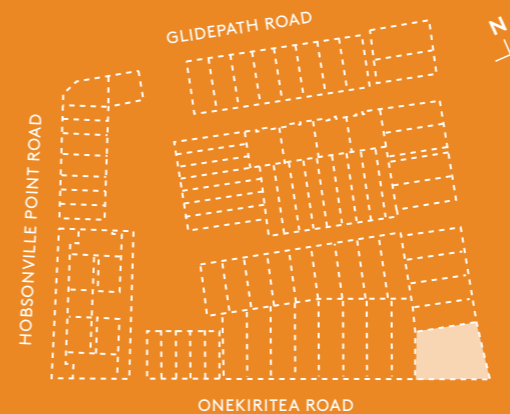 GLIDEPATH ROAD
N
HOBSONVILLE POINT ROAD
ONEKIRITEA ROAD